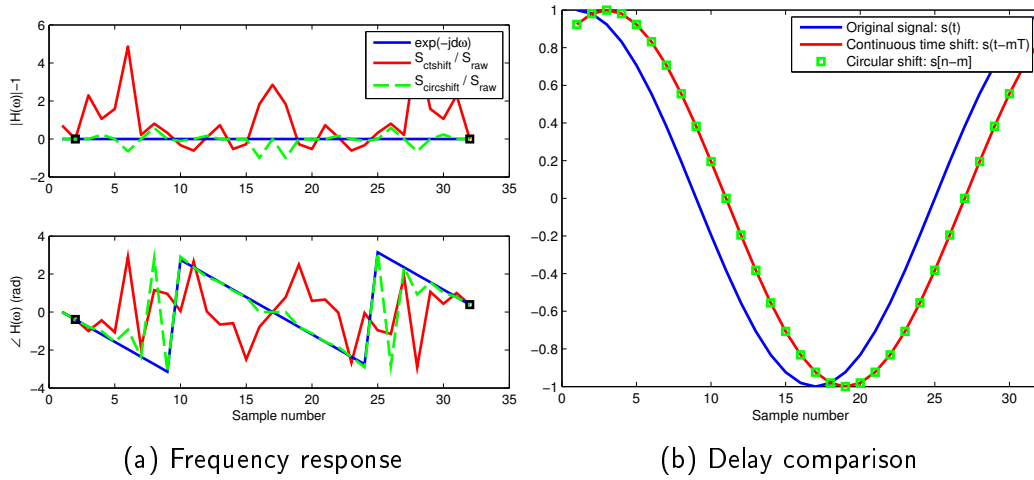 6
4
2
0
−2
|H(ω)|−1
exp(−jdω)
S_ctshift / S_raw
S_circshift / S_raw
0 5 10 15 20 25 30 35
4
2
0
−2
−4
∠ H(ω) (rad)
0 5 10 15 20 25 30 35
Sample number
(a) Frequency response
1
0.8
0.6
0.4
0.2
0
−0.2
−0.4
−0.6
−0.8
−1
Original signal: s(t)
Continuous time shift: s(t−mT)
Circular shift: s[n−m]
0 10 20 30
Sample number
(b) Delay comparison